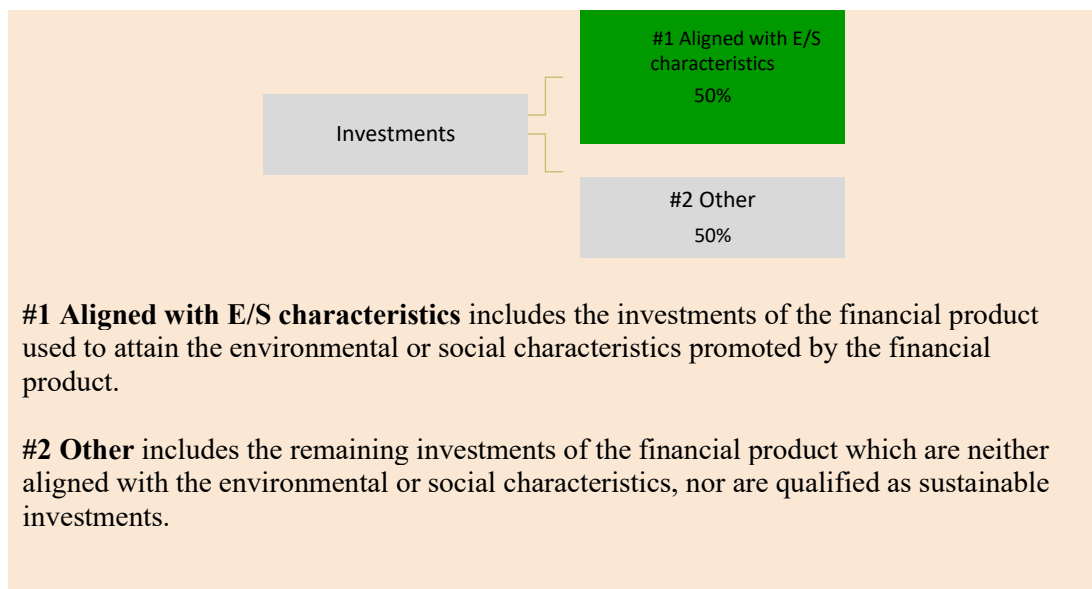 #1 Aligned with E/S
characteristics
50%
Investments
#2 Other
50%
#1 Aligned with E/S characteristics includes the investments of the financial product
used to attain the environmental or social characteristics promoted by the financial
product.
#2 Other includes the remaining investments of the financial product which are neither
aligned with the environmental or social characteristics, nor are qualified as sustainable
investments.